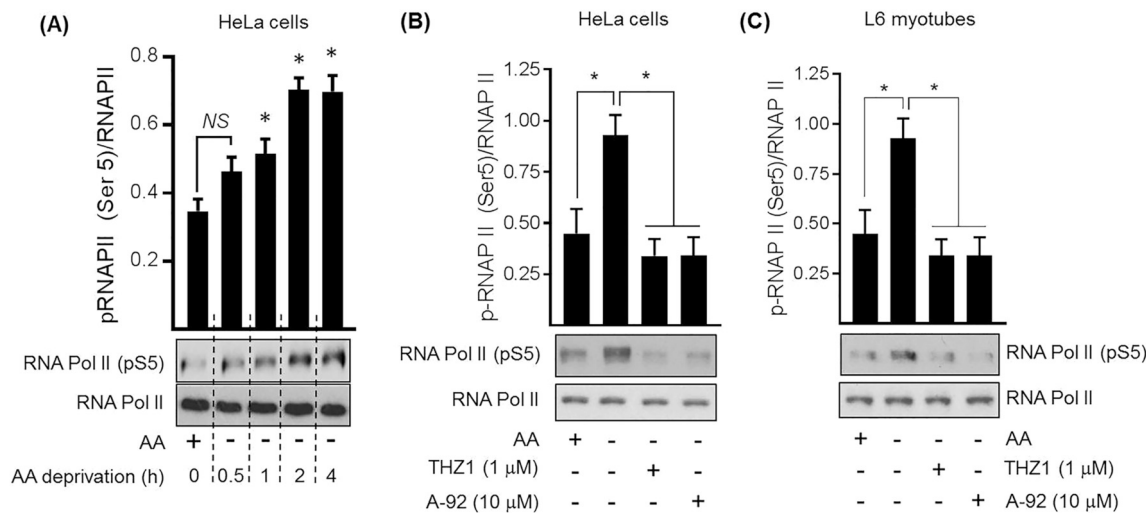 (A) HeLa cells
pRNAPII (Ser 5)/RNAPII
0.8
0.6
0.4
0.2
NS * * * *
RNA Pol II (pS5)
RNA Pol II
AA + - - - -
AA deprivation (h) 0 0.5 1 2 4
(B) HeLa cells
p-RNAP II (Ser5)/RNAP II
1.25
1.00
0.75
0.50
0.25
* *
RNA Pol II (pS5)
RNA Pol II
AA + - - -
THZ1 (1 μM) - - + -
A-92 (10 μM) - - - +
(C) L6 myotubes
p-RNAP II (Ser5)/RNAP II
1.25
1.00
0.75
0.50
0.25
* *
RNA Pol II (pS5)
RNA Pol II
+ - - - AA
- - + - THZ1 (1 μM)
- - - + A-92 (10 μM)